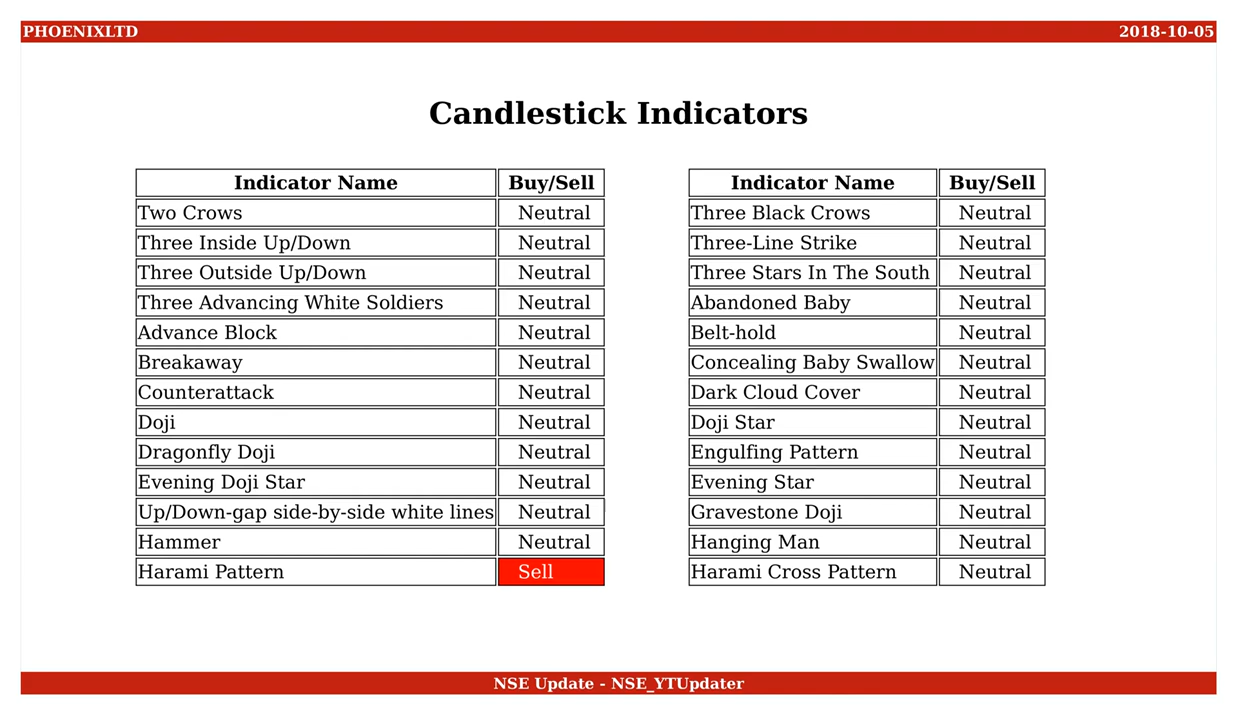 PHOENIXLTD 2018-10-05
Candlestick Indicators
Indicator Name Buy/Sell
Two Crows Neutral
Three Inside Up/Down Neutral
Three Outside Up/Down Neutral
Three Advancing White Soldiers Neutral
Advance Block Neutral
Breakaway Neutral
Counterattack Neutral
Doji Neutral
Dragonfly Doji Neutral
Evening Doji Star Neutral
Up/Down-gap side-by-side white lines Neutral
Hammer Neutral
Harami Pattern Sell
Indicator Name Buy/Sell
Three Black Crows Neutral
Three-Line Strike Neutral
Three Stars In The South Neutral
Abandoned Baby Neutral
Belt-hold Neutral
Concealing Baby Swallow Neutral
Dark Cloud Cover Neutral
Doji Star Neutral
Engulfing Pattern Neutral
Evening Star Neutral
Gravestone Doji Neutral
Hanging Man Neutral
Harami Cross Pattern Neutral
NSE Update - NSE_YTUpdater